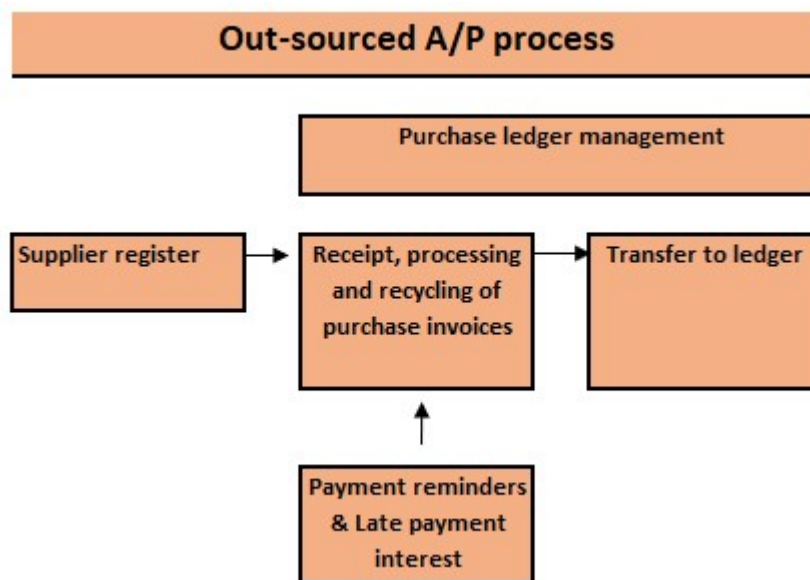 Out-sourced A/P process
Purchase ledger management
Supplier register
Receipt, processing
and recycling of
purchase invoices
Transfer to ledger
Payment reminders
& Late payment
interest